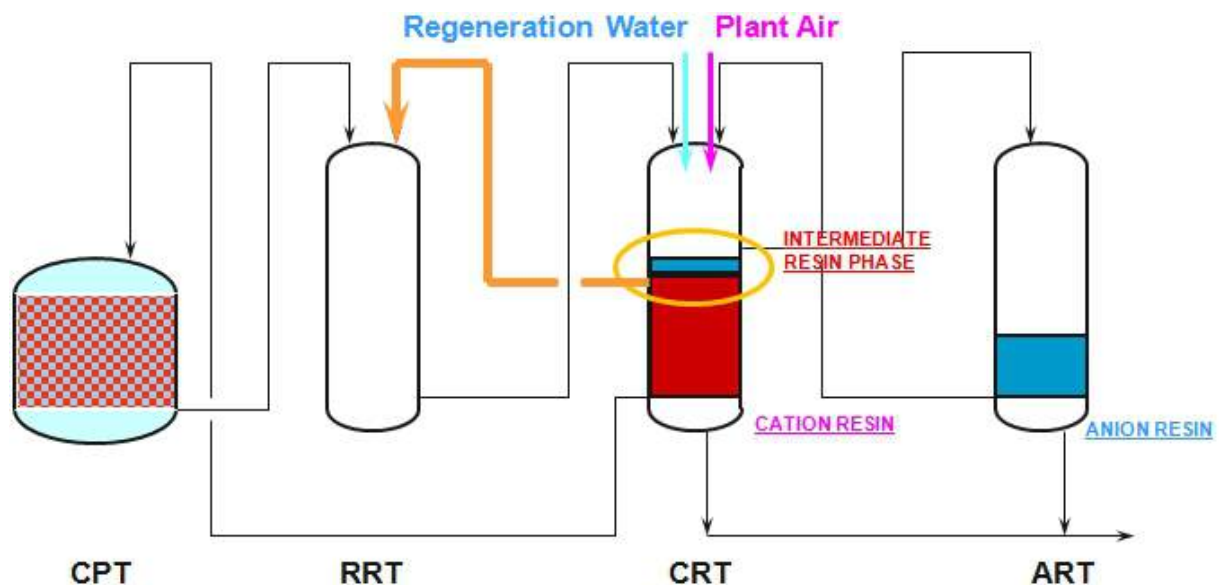 Regeneration Water Plant Air
INTERMEDIATE
RESIN PHASE
CATION RESIN
ANION RESIN
CPT RRT CRT ART